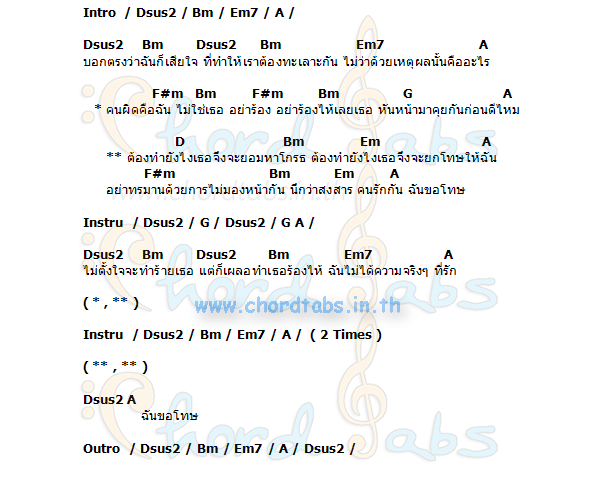 Intro / Dsus2 / Bm / Em7 / A /
Dsus2 Bm Dsus2 Bm Em7 A
บอกตรงว่าฉันก็เสียใจ ที่ทำให้เราต้องทะเลาะกัน ไม่ว่าด้วยเหตุผลนั้นคืออะไร
F#m Bm F#m Bm G A
* คนผิดคือฉัน ไม่ใช่เธอ อย่าร้อง อย่าร้องไห้เลยเธอ หันหน้ามาคุยกันก่อนดีไหม
D Bm Em A
** ต้องทำยังไงเธอจึงจะยอมหาโกรธ ต้องทำยังไงเธอจึงจะยกโทษให้ฉัน
F#m Bm Em A
อย่าทรมานด้วยการไม่มองหน้ากัน นึกว่าสงสาร คนรักกัน ฉันขอโทษ
Instru / Dsus2 / G / Dsus2 / G A /
Dsus2 Bm Dsus2 Bm Em7 A
ไม่ตั้งใจจะทำร้ายเธอ แต่ก็เผลอทำเธอร้องไห้ ฉันไม่ได้ความจริงๆ ที่รัก
( * , ** )
www.chordtabs.in.th
Instru / Dsus2 / Bm / Em7 / A / ( 2 Times )
( ** , ** )
Dsus2 A
ฉันขอโทษ
Outro / Dsus2 / Bm / Em7 / A / Dsus2 /